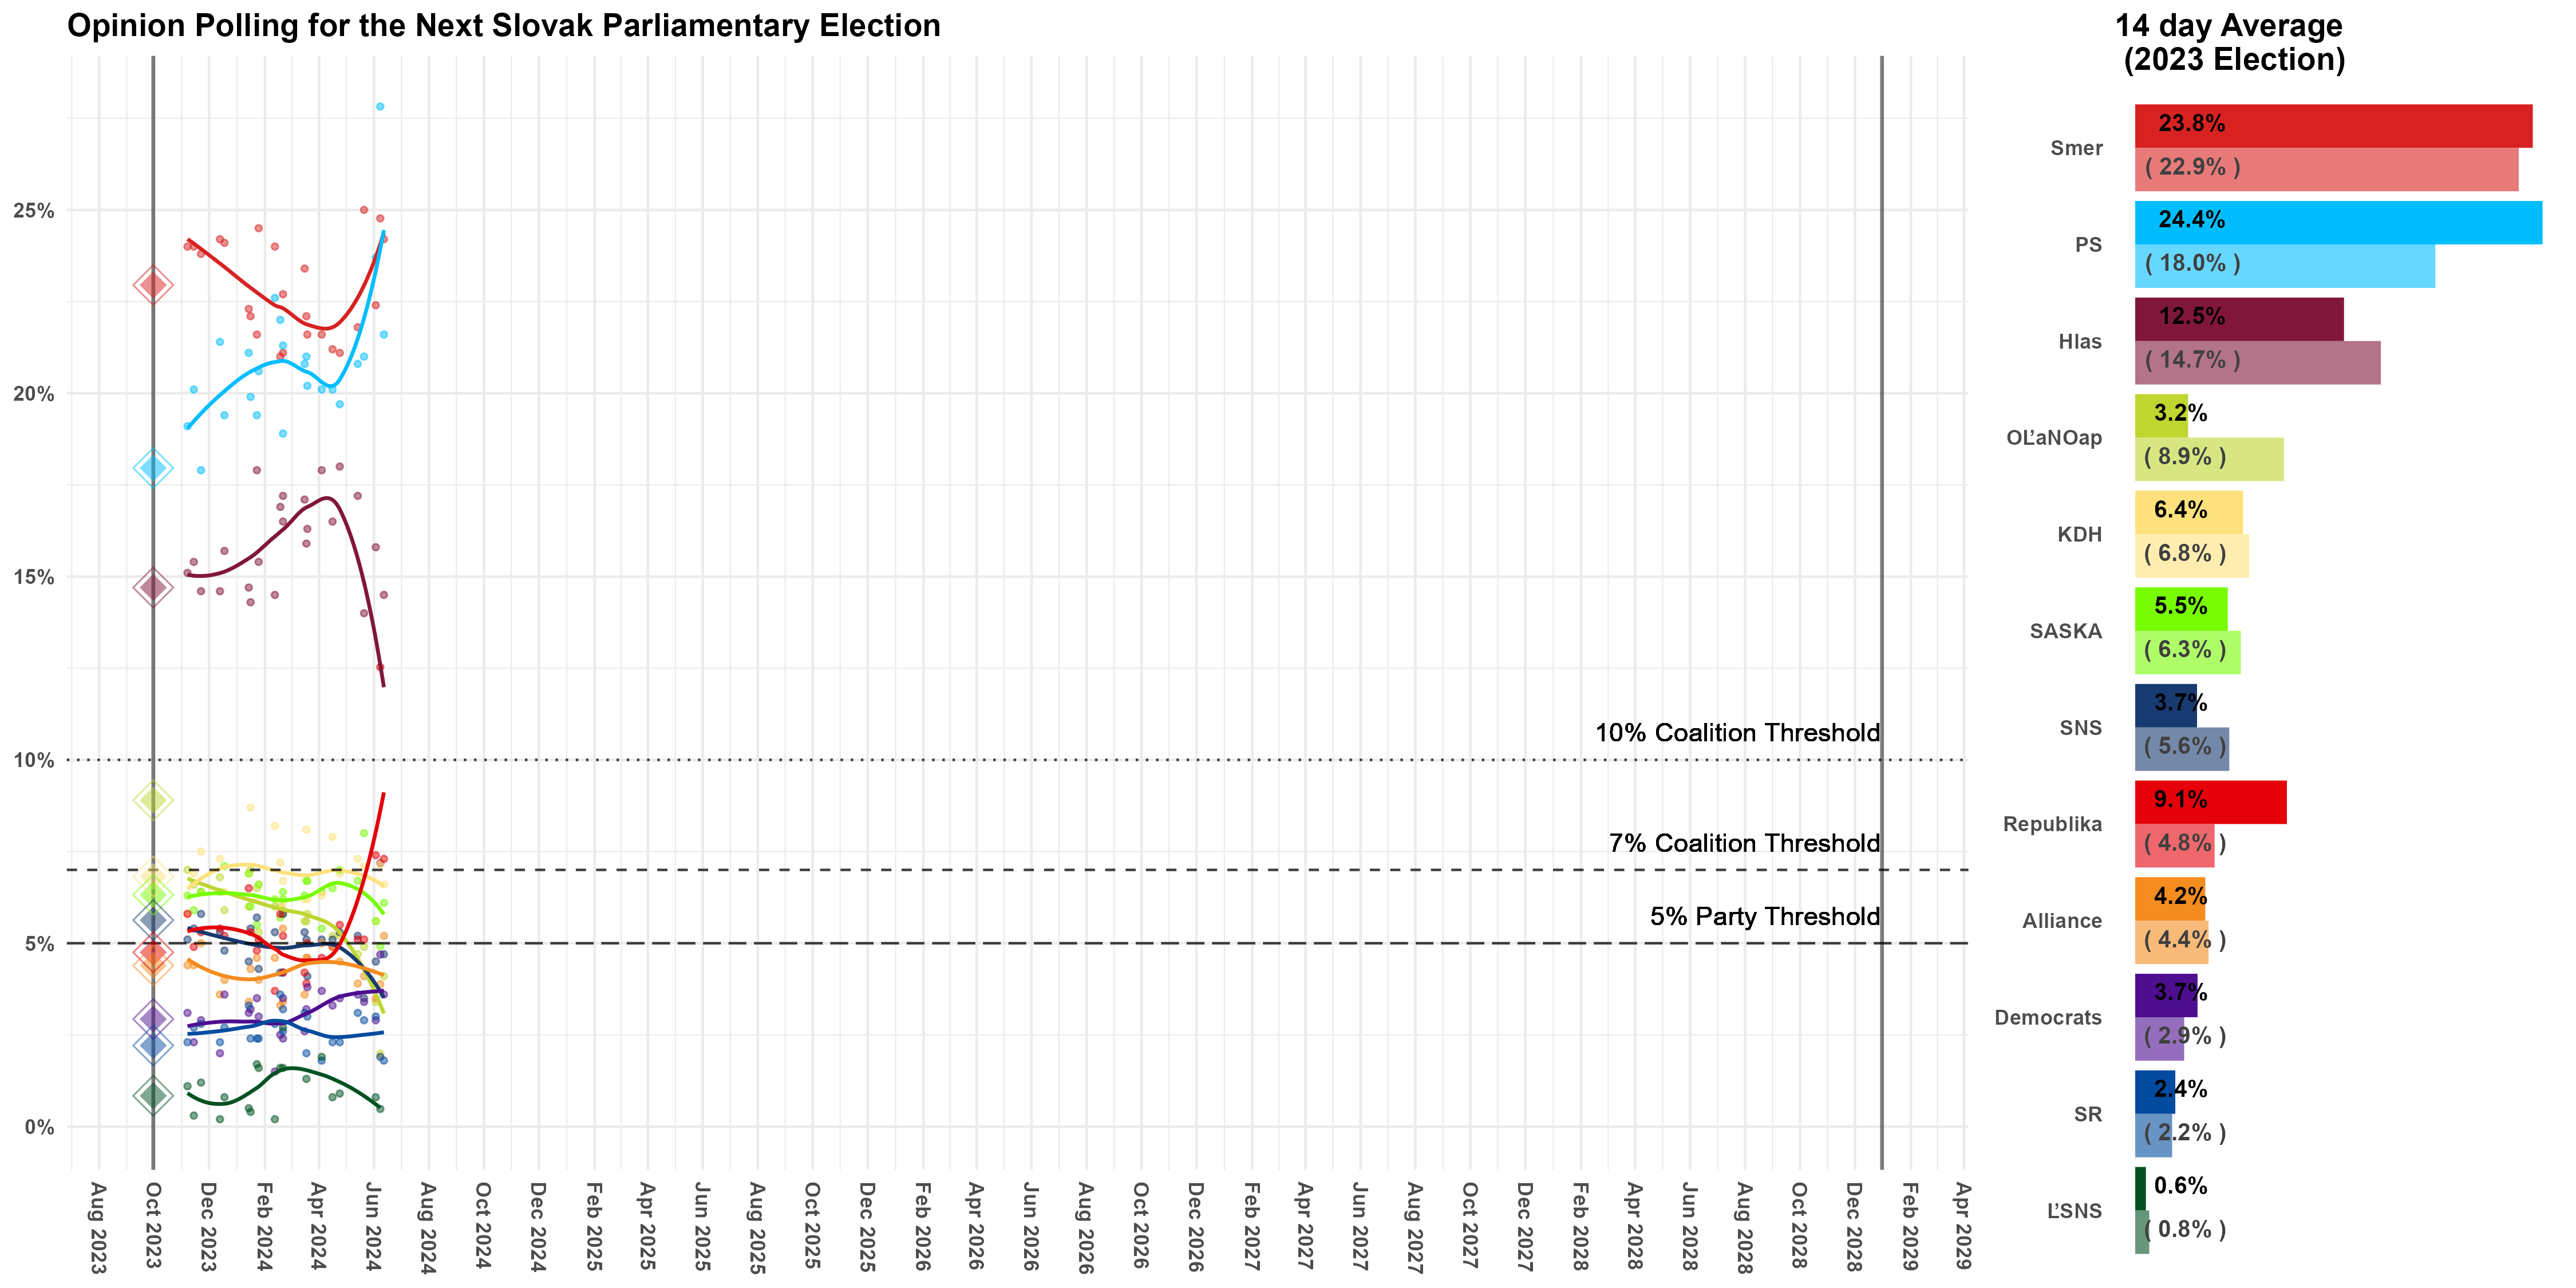 Opinion Polling for the Next Slovak Parliamentary Election
25%
20%
15%
10%
5%
0%
10% Coalition Threshold
7% Coalition Threshold
5% Party Threshold
Aug 2023
Oct 2023
Dec 2023
Feb 2024
Apr 2024
Jun 2024
Aug 2024
Oct 2024
Dec 2024
Feb 2025
Apr 2025
Jun 2025
Aug 2025
Oct 2025
Dec 2025
Feb 2026
Apr 2026
Jun 2026
Aug 2026
Oct 2026
Dec 2026
Feb 2027
Apr 2027
Jun 2027
Aug 2027
Oct 2027
Dec 2027
Feb 2028
Apr 2028
Jun 2028
Aug 2028
Oct 2028
Dec 2028
Feb 2029
Apr 2029
14 day Average
(2023 Election)
Smer
23.8%
( 22.9% )
PS
24.4%
( 18.0% )
Hlas
12.5%
( 14.7% )
OĽaNOap
3.2%
( 8.9% )
KDH
6.4%
( 6.8% )
SASKA
5.5%
( 6.3% )
SNS
3.7%
( 5.6% )
Republika
9.1%
( 4.8% )
Alliance
4.2%
( 4.4% )
Democrats
3.7%
( 2.9% )
SR
2.4%
( 2.2% )
ĽSNS
0.6%
( 0.8% )